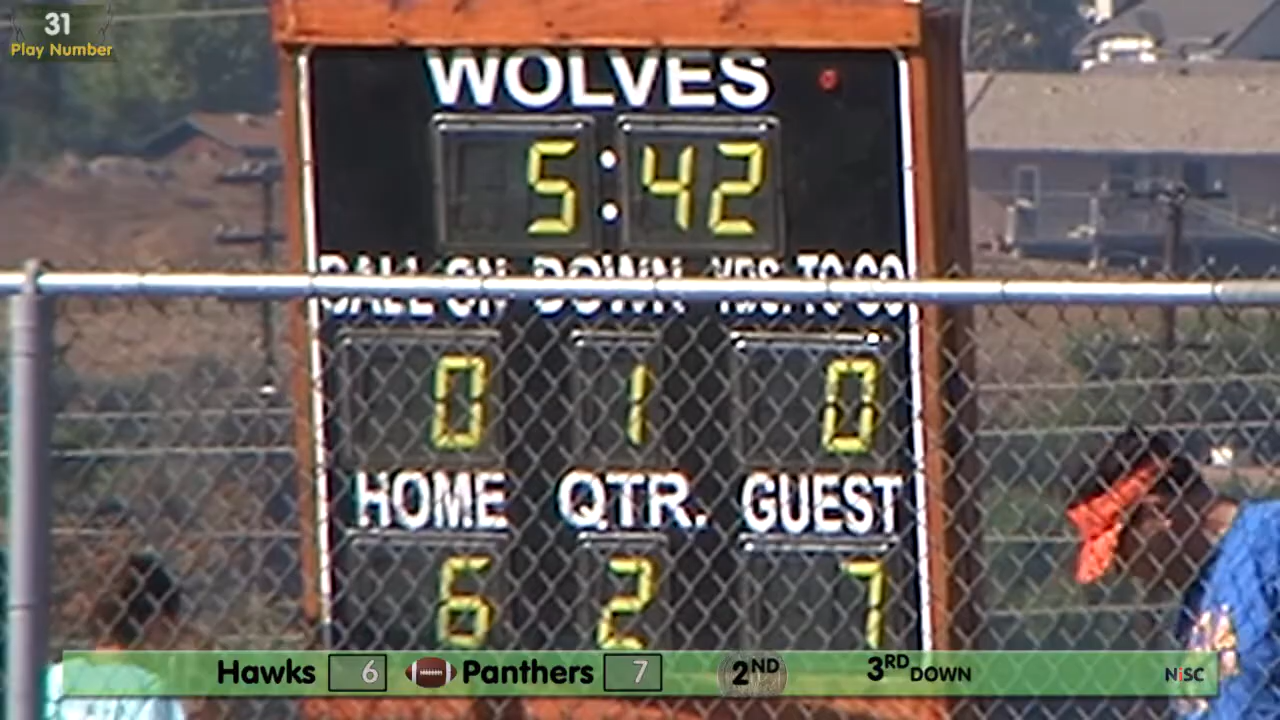 31
Play Number
WOLVES
5:42
BALL ON DOWN YDS. TO GO
0 1 0
HOME QTR. GUEST
6 2 7
Hawks 6 Panthers 7 2ND 3RD DOWN NiSC